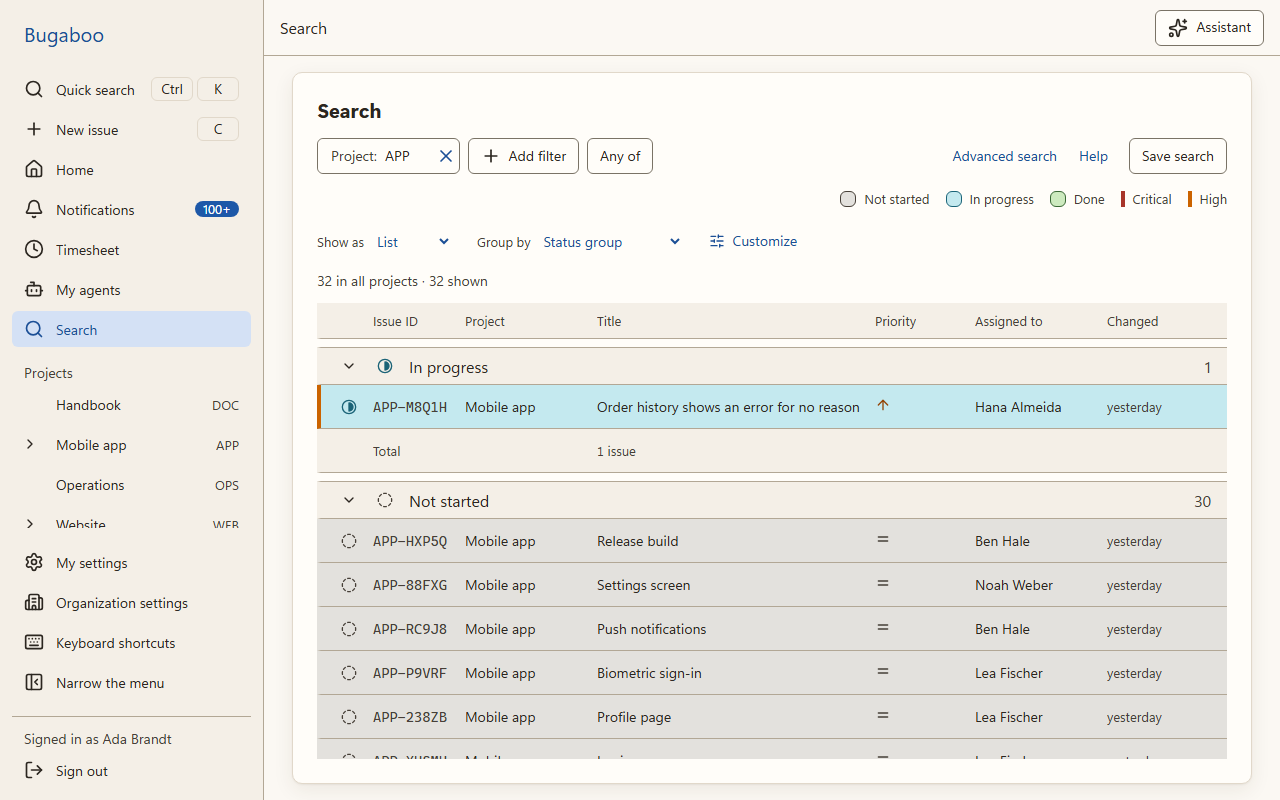 Bugaboo
Quick search Ctrl K
New issue C
Home
Notifications 100+
Timesheet
My agents
Search
Projects
Handbook DOC
Mobile app APP
Operations OPS
Website WEB
My settings
Organization settings
Keyboard shortcuts
Narrow the menu
Signed in as Ada Brandt
Sign out
Search
Assistant
Search
Project: APP
Add filter
Any of
Advanced search
Help
Save search
Not started In progress Done Critical High
Show as List Group by Status group Customize
32 in all projects · 32 shown
Issue ID Project Title Priority Assigned to Changed
In progress 1
APP-M8Q1H Mobile app Order history shows an error for no reason Hana Almeida yesterday
Total 1 issue
Not started 30
APP-HXP5Q Mobile app Release build Ben Hale yesterday
APP-88FXG Mobile app Settings screen Noah Weber yesterday
APP-RC9J8 Mobile app Push notifications Ben Hale yesterday
APP-P9VRF Mobile app Biometric sign-in Lea Fischer yesterday
APP-238ZB Mobile app Profile page Lea Fischer yesterday